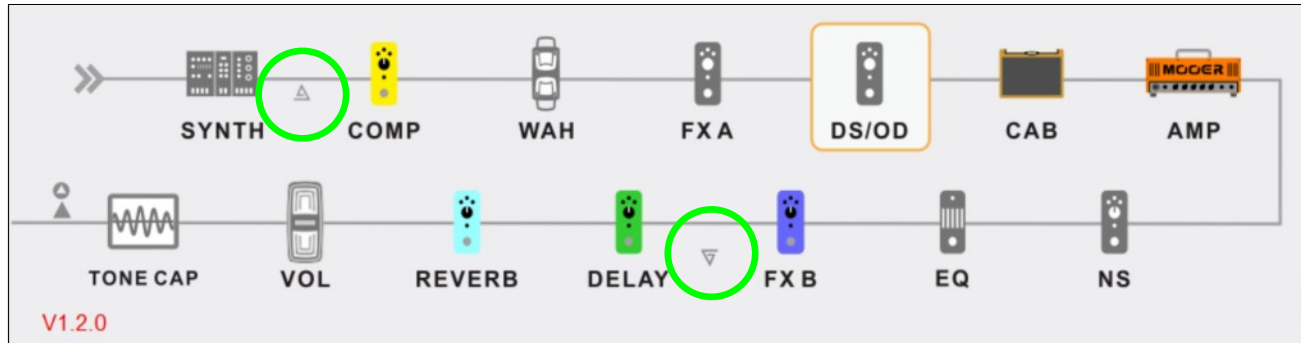 SYNTH COMP WAH FX A DS/OD CAB AMP
MOOER
TONE CAP VOL REVERB DELAY FX B EQ NS
V1.2.0